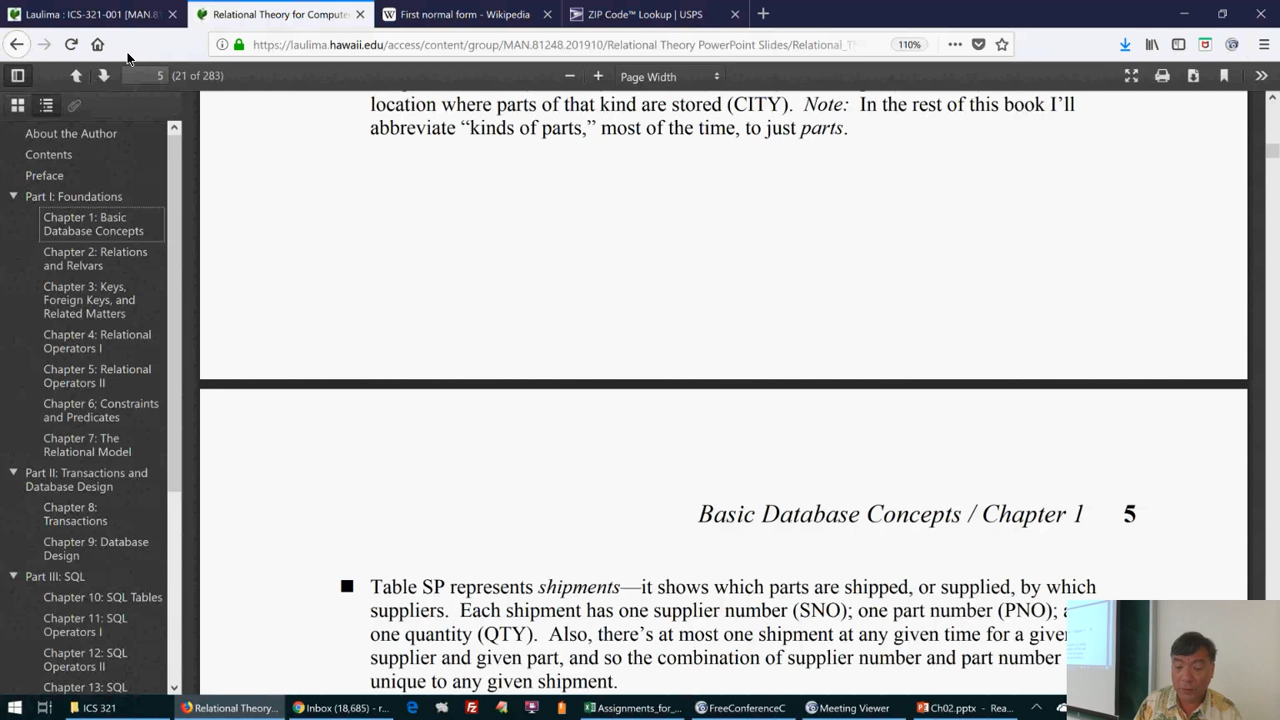 Laulima : ICS-321-001 [MAN.8
Relational Theory for Compute
First normal form - Wikipedia
ZIP Code™ Lookup | USPS
https://laulima.hawaii.edu/access/content/group/MAN.81248.201910/Relational Theory PowerPoint Slides/Relational_T
110%
5 (21 of 283)
Page Width
About the Author
Contents
Preface
Part I: Foundations
Chapter 1: Basic
Database Concepts
Chapter 2: Relations
and Relvars
Chapter 3: Keys,
Foreign Keys, and
Related Matters
Chapter 4: Relational
Operators I
Chapter 5: Relational
Operators II
Chapter 6; Constraints
and Predicates
Chapter 7: The
Relational Model
Part II: Transactions and
Database Design
Chapter 8:
Transactions
Chapter 9: Database
Design
Part III: SQL
Chapter 10: SQL Tables
Chapter 11: SQL
Operators I
Chapter 12: SQL
Operators II
Chapter 13: SQL
location where parts of that kind are stored (CITY). Note: In the rest of this book I'll
abbreviate “kinds of parts,” most of the time, to just parts.
Basic Database Concepts / Chapter 1 5
■ Table SP represents shipments—it shows which parts are shipped, or supplied, by which
suppliers. Each shipment has one supplier number (SNO); one part number (PNO);
one quantity (QTY). Also, there's at most one shipment at any given time for a give
supplier and given part, and so the combination of supplier number and part number
unique to any given shipment.
ICS 321
Relational Theory...
Inbox (18,685) - r...
Assignments_for_...
FreeConferenceC
Meeting Viewer
Ch02.pptx - Rea...